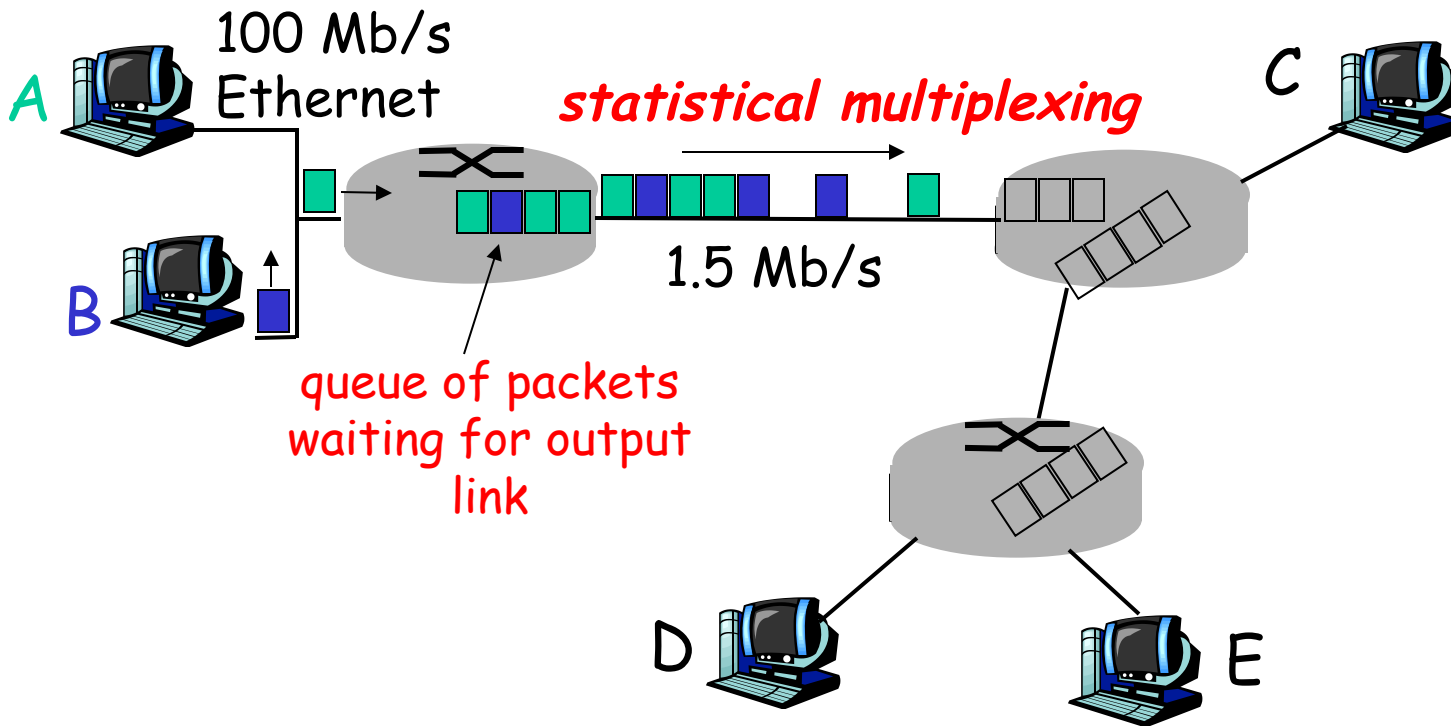 100 Mb/s
Ethernet
A
statistical multiplexing
C
B
1.5 Mb/s
queue of packets
waiting for output
link
D
E